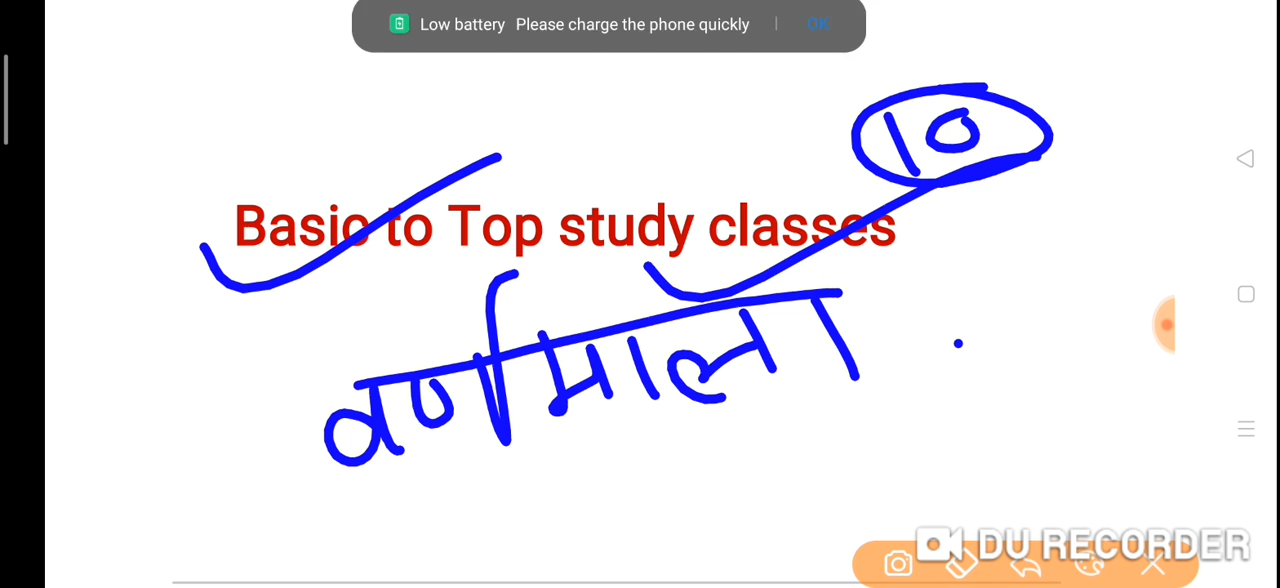 Low battery Please charge the phone quickly OK
10
Basic to Top study classes
वर्णमाला
DU RECORDER